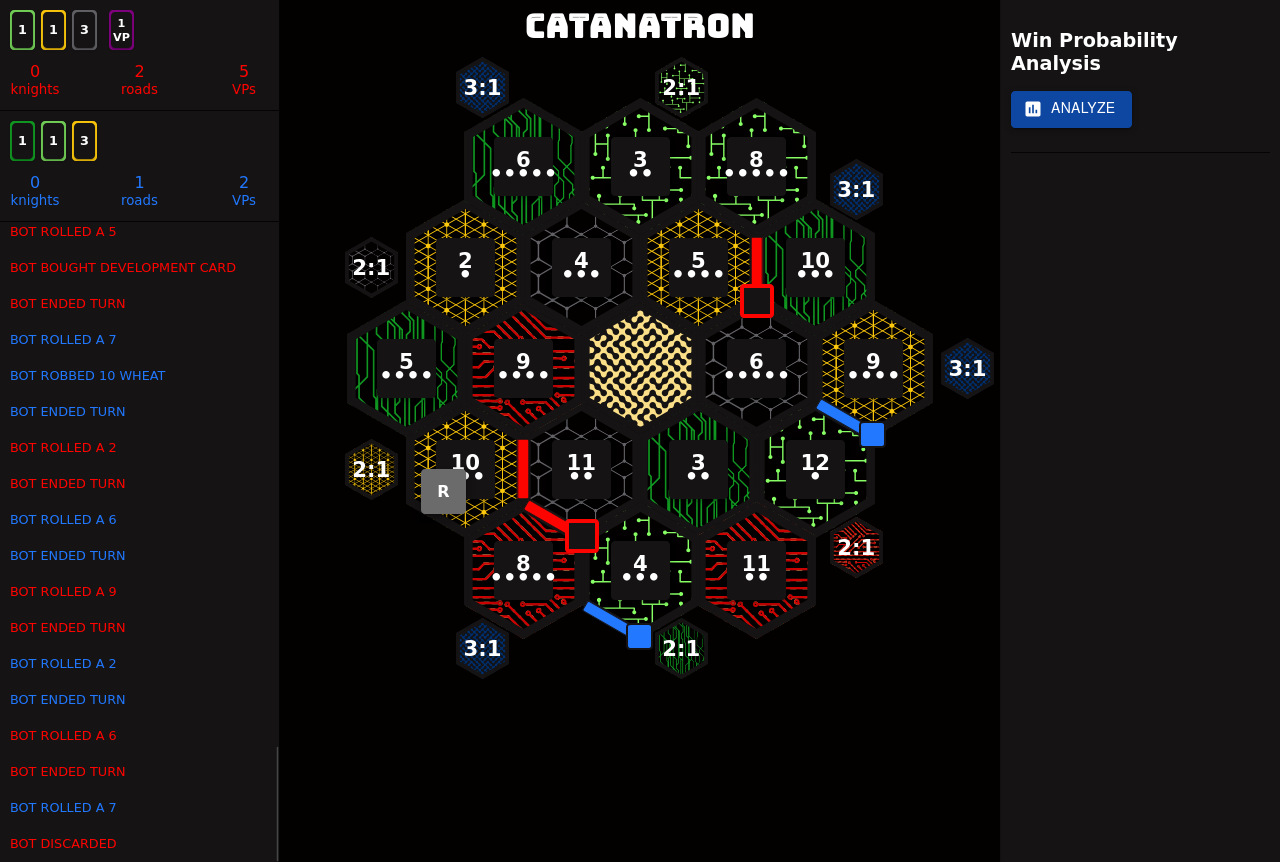 CATANATRON
1 1 3 1 VP
0 2 5
knights roads VPs
1 1 3
0 1 2
knights roads VPs
BOT ROLLED A 5
BOT BOUGHT DEVELOPMENT CARD
BOT ENDED TURN
BOT ROLLED A 7
BOT ROBBED 10 WHEAT
BOT ENDED TURN
BOT ROLLED A 2
BOT ENDED TURN
BOT ROLLED A 6
BOT ENDED TURN
BOT ROLLED A 9
BOT ENDED TURN
BOT ROLLED A 2
BOT ENDED TURN
BOT ROLLED A 6
BOT ENDED TURN
BOT ROLLED A 7
BOT DISCARDED
3:1 2:1
6 3 8
3:1
2:1 2 4 5 10
5 9 6 9 3:1
2:1 10 11 3 12
R
8 4 11 2:1
3:1 2:1
Win Probability
Analysis
ANALYZE